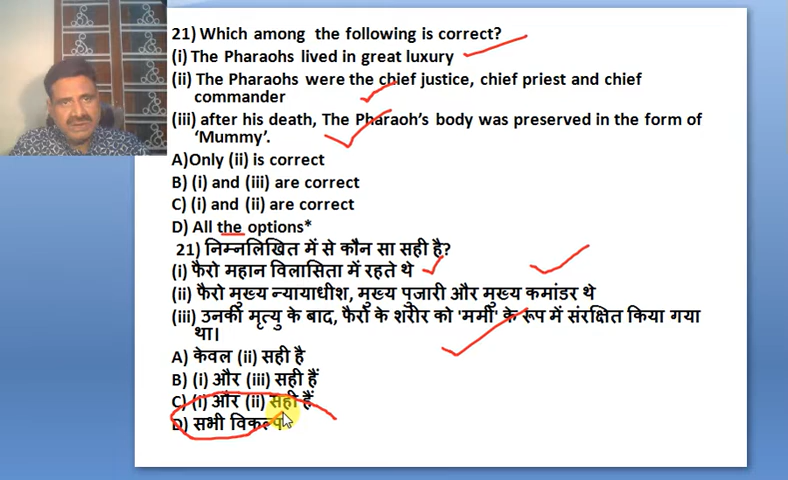 21) Which among the following is correct?
(i) The Pharaohs lived in great luxury
(ii) The Pharaohs were the chief justice, chief priest and chief
commander
(iii) after his death, The Pharaoh's body was preserved in the form of
‘Mummy’.
A)Only (ii) is correct
B) (i) and (iii) are correct
C) (i) and (ii) are correct
D) All the options*
21) निम्नलिखित में से कौन सा सही है?
(i) फैरो महान विलासिता में रहते थे
(ii) फैरो मुख्य न्यायाधीश, मुख्य पुजारी और मुख्य कमांडर थे
(iii) उनकी मृत्यु के बाद, फैरो के शरीर को 'ममी' के रूप में संरक्षित किया गया
था।
A) केवल (ii) सही है
B) (i) और (iii) सही हैं
C) (i) और (ii) सही हैं
D) सभी विकल्प